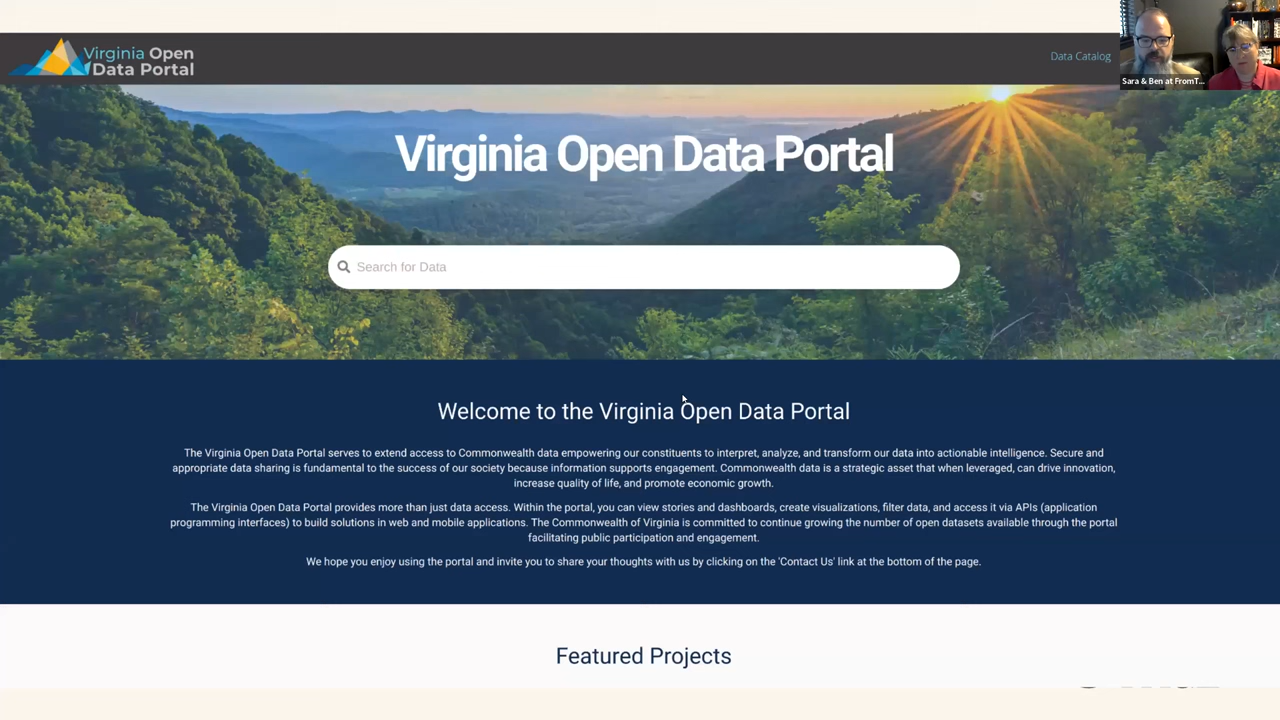 Virginia Open
Data Portal
Data Catalog
Sara & Ben at FromT...
Virginia Open Data Portal
Search for Data
Welcome to the Virginia Open Data Portal
The Virginia Open Data Portal serves to extend access to Commonwealth data empowering our constituents to interpret, analyze, and transform our data into actionable intelligence. Secure and
appropriate data sharing is fundamental to the success of our society because information supports engagement. Commonwealth data is a strategic asset that when leveraged, can drive innovation,
increase quality of life, and promote economic growth.
The Virginia Open Data Portal provides more than just data access. Within the portal, you can view stories and dashboards, create visualizations, filter data, and access it via APIs (application
programming interfaces) to build solutions in web and mobile applications. The Commonwealth of Virginia is committed to continue growing the number of open datasets available through the portal
facilitating public participation and engagement.
We hope you enjoy using the portal and invite you to share your thoughts with us by clicking on the 'Contact Us' link at the bottom of the page.
Featured Projects